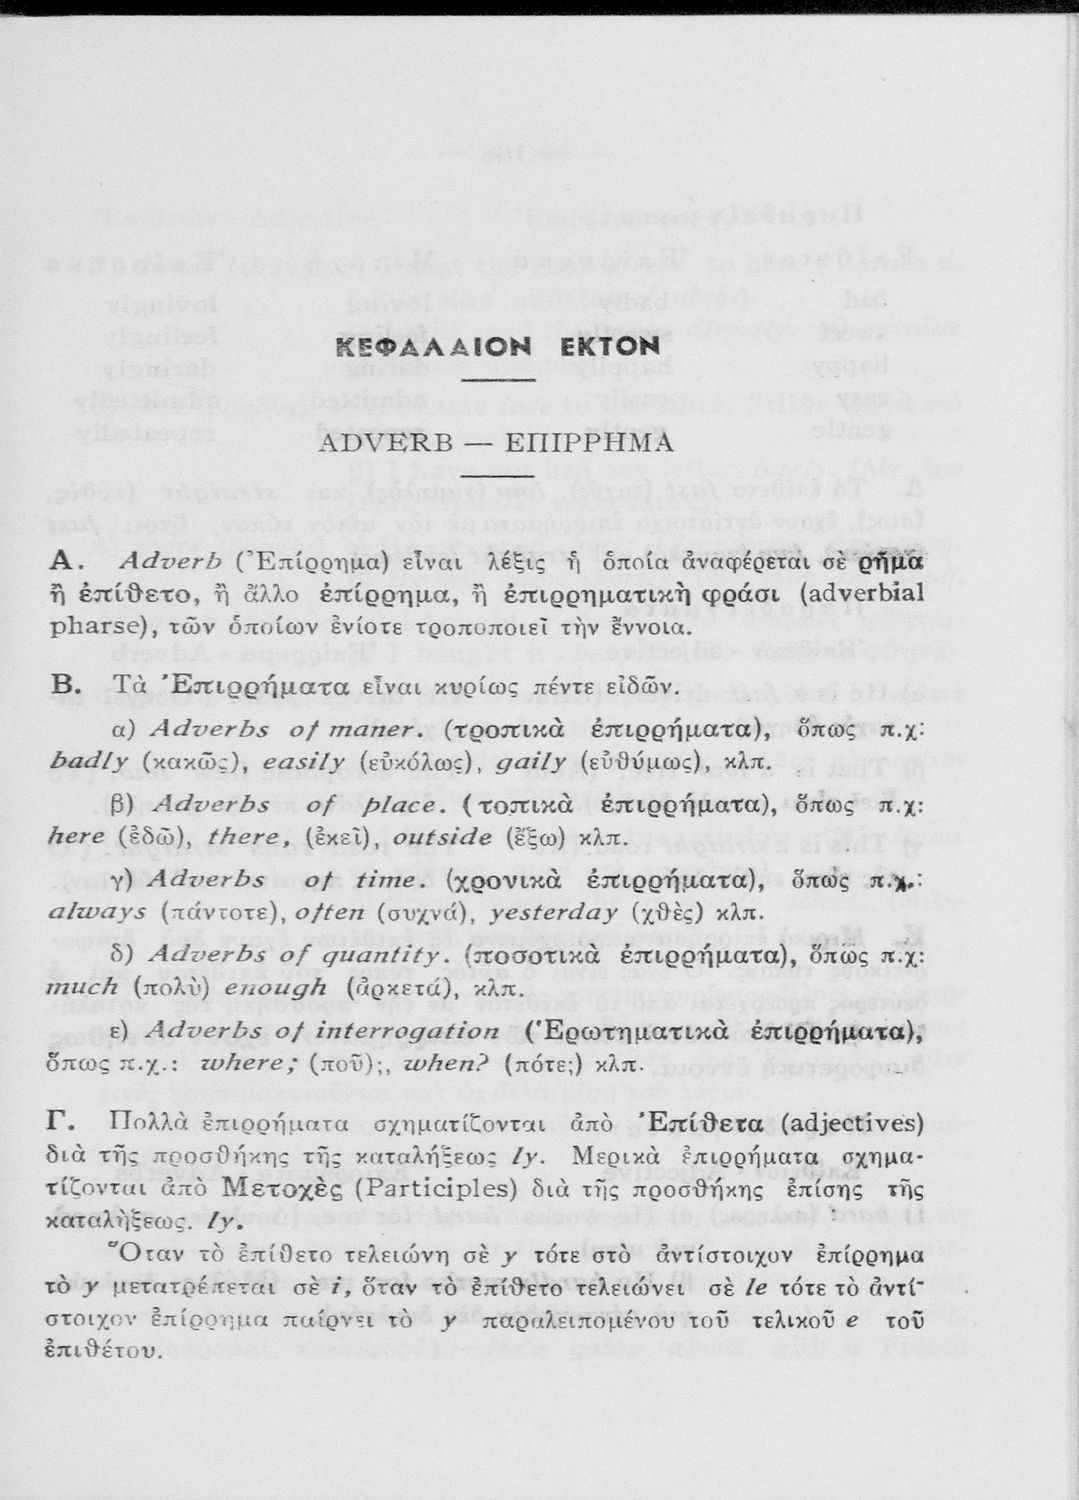 ΚΕΦΑΛΑΙΟΝ ΕΚΤΟΝ
ADVERB — ΕΠΙΡΡΗΜΑ
Α. Adverb (Ἐπίρρημα) εἶναι λέξις ἡ ὁποία ἀναφέρεται σὲ ρῆμα
ἢ ἐπίθετο, ἢ ἄλλο ἐπίρρημα, ἢ ἐπιρρηματικὴ φράσι (adverbial
pharse), τῶν ὁποίων ἐνίοτε τροποποιεῖ τὴν ἔννοια.
Β. Τὰ Ἐπιρρήματα εἶναι κυρίως πέντε εἰδῶν.
α) Adverbs of maner. (τροπικὰ ἐπιρρήματα), ὅπως π.χ:
badly (κακῶς), easily (εὐκόλως), gaily (εὐθύμως), κλπ.
β) Adverbs of place. (τοπικὰ ἐπιρρήματα), ὅπως π.χ:
here (ἐδῶ), there, (ἐκεῖ), outside (ἔξω) κλπ.
γ) Adverbs of time. (χρονικὰ ἐπιρρήματα), ὅπως π.χ.:
always (πάντοτε), often (συχνά), yesterday (χθὲς) κλπ.
δ) Adverbs of quantity. (ποσοτικὰ ἐπιρρήματα), ὅπως π.χ:
much (πολὺ) enough (ἀρκετά), κλπ.
ε) Adverbs of interrogation (Ἐρωτηματικὰ ἐπιρρήματα),
ὅπως π.χ.: where; (ποῦ);, when? (πότε;) κλπ.
Γ. Πολλὰ ἐπιρρήματα σχηματίζονται ἀπὸ Ἐπίθετα (adjectives)
διὰ τῆς προσθήκης τῆς καταλήξεως ly. Μερικὰ ἐπιρρήματα σχημα-
τίζονται ἀπὸ Μετοχὲς (Participles) διὰ τῆς προσθήκης ἐπίσης τῆς
καταλὴξεως. ly.
Ὅταν τὸ ἐπίθετο τελειώνη σὲ y τότε στὸ ἀντίστοιχον ἐπίρρημα
τὸ y μετατρέπεται σὲ i, ὅταν τὸ ἐπίθετο τελειώνει σὲ le τότε τὸ ἀντί-
στοιχον ἐπίρρημα παίρνει τὸ y παραλειπομένου τοῦ τελικοῦ e τοῦ
ἐπιθέτου.